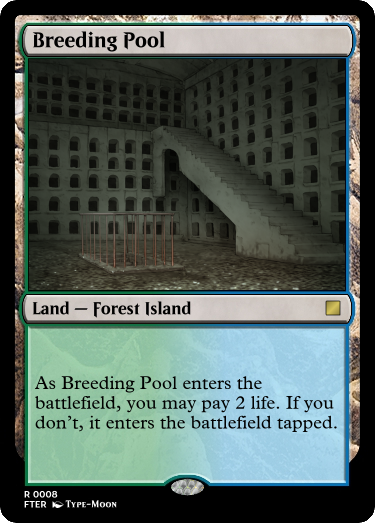 Breeding Pool
Land — Forest Island
As Breeding Pool enters the
battlefield, you may pay 2 life. If you
don't, it enters the battlefield tapped.
R 0008
FTER Type-Moon